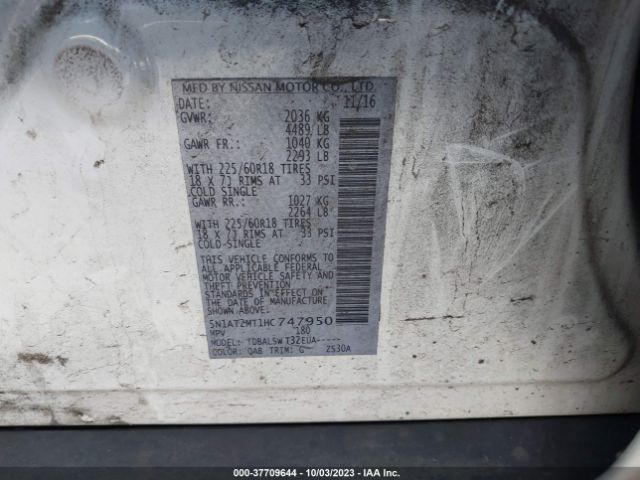 MFD BY NISSAN MOTOR CO., LTD.
DATE: 11/16
GVWR: 2036 KG
4489 LB
GAWR FR.: 1040 KG
2293 LB
WITH 225/60R18 TIRES
18 X 7J RIMS AT 33 PSI
COLD SINGLE
GAWR RR.: 1027 KG
2264 LB
WITH 225/60R18 TIRES
18 X 7J RIMS AT 33 PSI
COLD SINGLE
THIS VEHICLE CONFORMS TO
ALL APPLICABLE FEDERAL
MOTOR VEHICLE SAFETY AND
THEFT PREVENTION
STANDARDS IN EFFECT ON
THE DATE OF MANUFACTURE
SHOWN ABOVE.
5N1AT2MT1HC747950
MPV 180
MODEL: TDBALSWT32EUA-----
COLOR: QAB TRIM: G- 2S30A
000-37709644 - 10/03/2023 - IAA Inc.